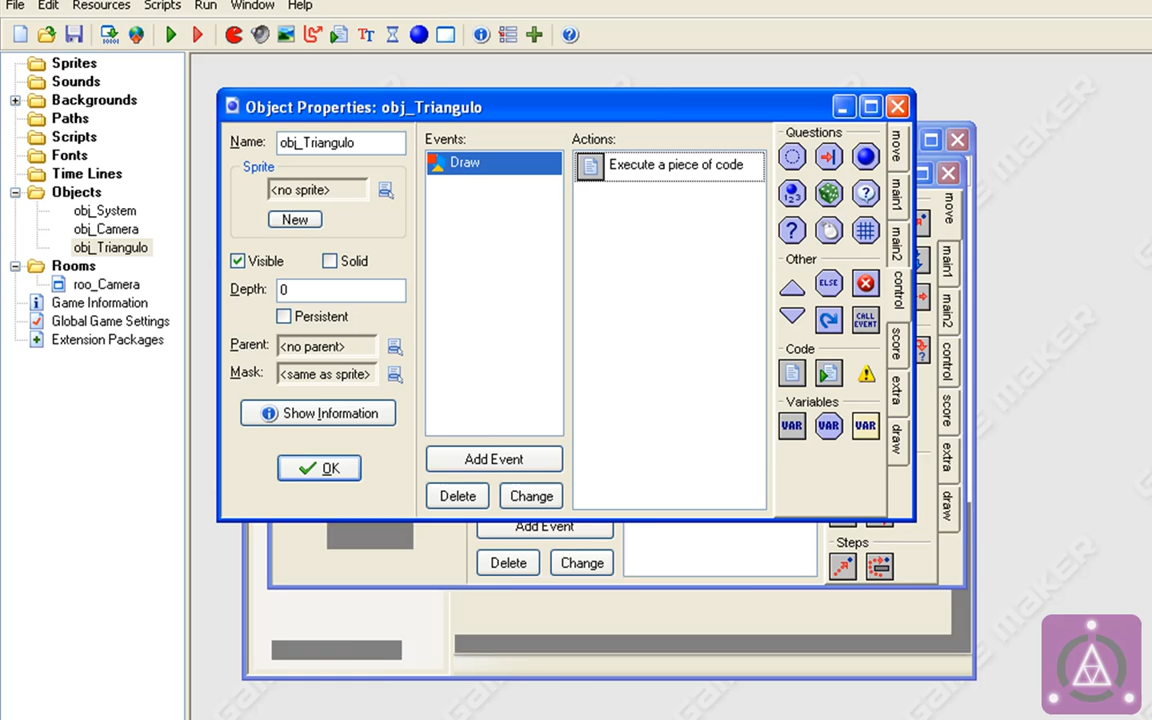 File Edit Resources Scripts Run Window Help
Sprites
Sounds
Backgrounds
Paths
Scripts
Fonts
Time Lines
Objects
obj_System
obj_Camera
obj_Triangulo
Rooms
roo_Camera
Game Information
Global Game Settings
Extension Packages
Object Properties: obj_Triangulo
Name: obj_Triangulo
Sprite
<no sprite>
New
Visible Solid
Depth: 0
Persistent
Parent: <no parent>
Mask: <same as sprite>
Show Information
OK
Events:
Draw
Add Event
Delete Change
Actions:
Execute a piece of code
Questions
Other
ELSE
CALL EVENT
Code
Variables
VAR VAR VAR
move
main1
main2
control
score
extra
draw
move
main1
main2
control
score
extra
draw
Add Event
Delete Change
Steps